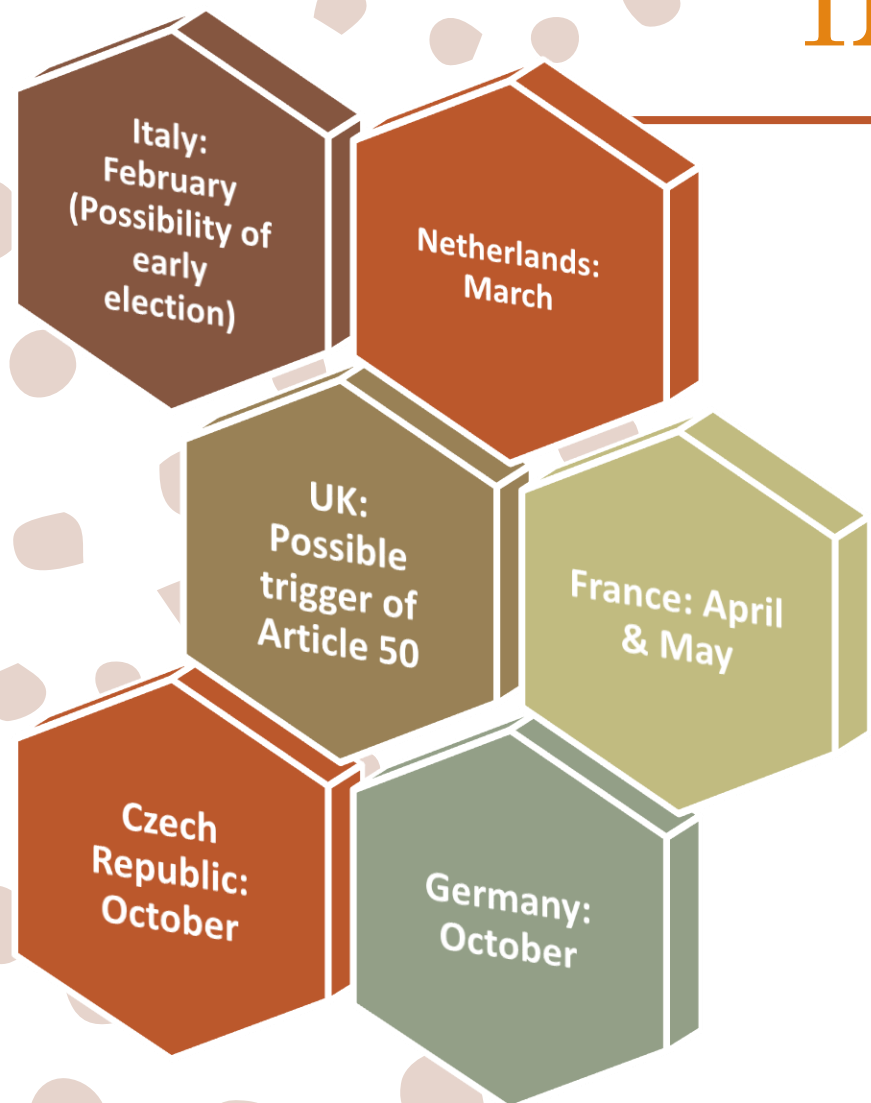 Italy:
February
(Possibility of
early
election)
Netherlands:
March
UK:
Possible
trigger of
Article 50
France: April
& May
Czech
Republic:
October
Germany:
October